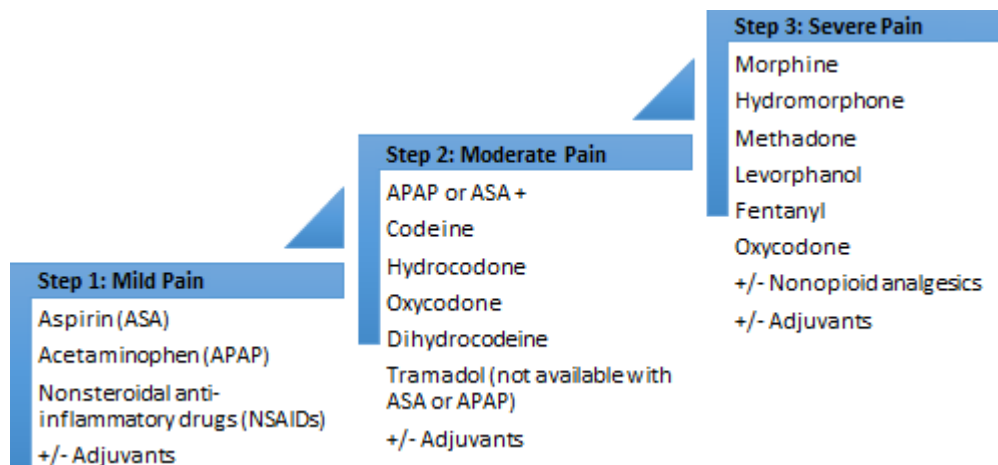 Step 1: Mild Pain
Aspirin (ASA)
Acetaminophen (APAP)
Nonsteroidal anti-
inflammatory drugs (NSAIDs)
+/- Adjuvants
Step 2: Moderate Pain
APAP or ASA +
Codeine
Hydrocodone
Oxycodone
Dihydrocodeine
Tramadol (not available with
ASA or APAP)
+/- Adjuvants
Step 3: Severe Pain
Morphine
Hydromorphone
Methadone
Levorphanol
Fentanyl
Oxycodone
+/- Nonopioid analgesics
+/- Adjuvants